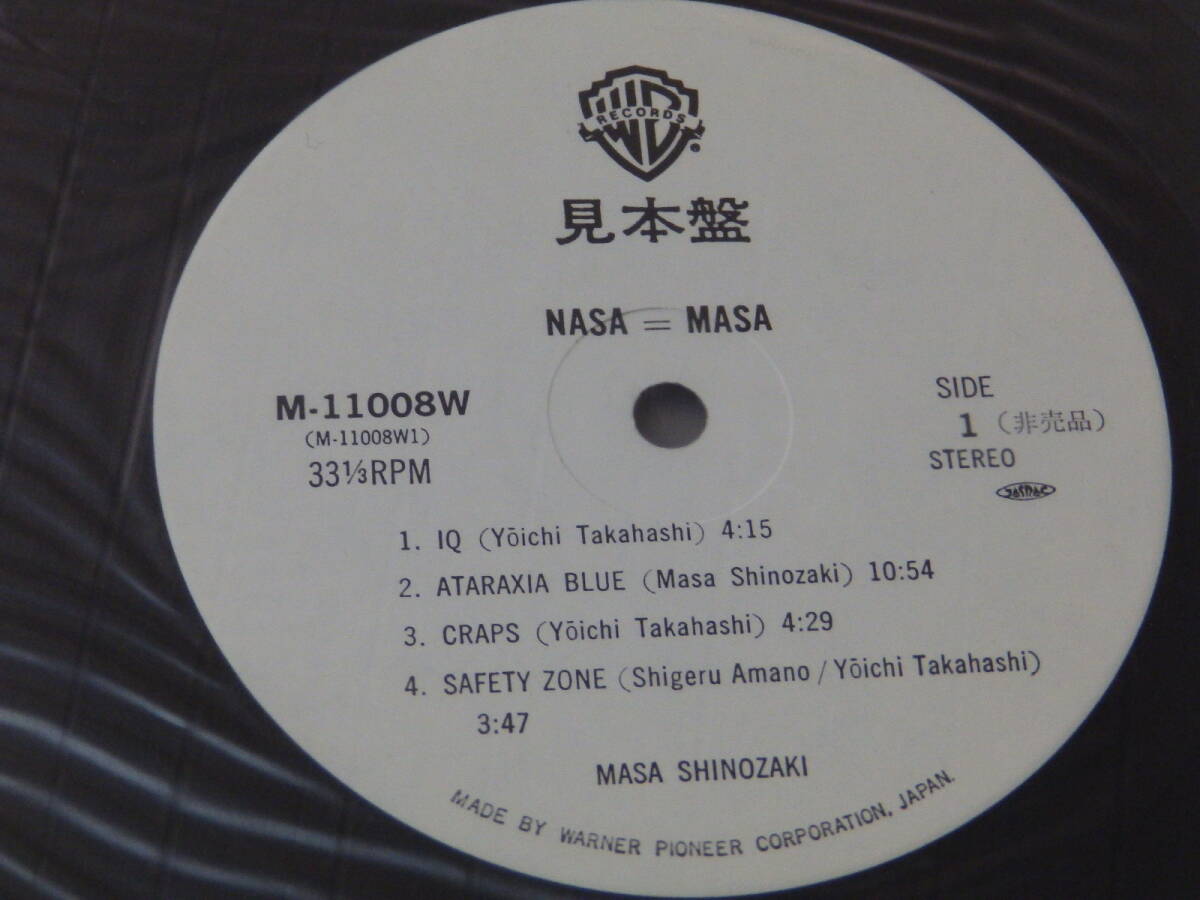 WB
RECORDS
®
見本盤
NASA = MASA
M-11008W
(M-11008W1)
33⅓RPM
SIDE
1 (非売品)
STEREO
JASRAC
1. IQ (Yōichi Takahashi) 4:15
2. ATARAXIA BLUE (Masa Shinozaki) 10:54
3. CRAPS (Yōichi Takahashi) 4:29
4. SAFETY ZONE (Shigeru Amano / Yōichi Takahashi)
3:47
MASA SHINOZAKI
MADE BY WARNER PIONEER CORPORATION, JAPAN.